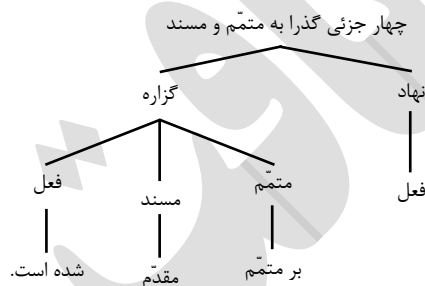 چهار جزئی گذرا به متمّم و مسند
نهاد گزاره
متمّم مسند فعل
فعل بر متمّم مقدّم شده است.